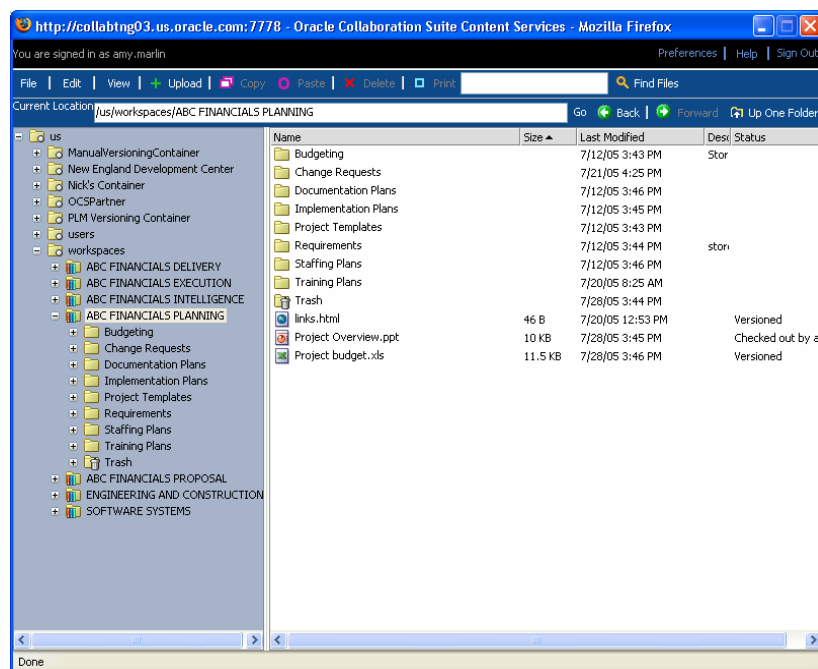 http://collabtng03.us.oracle.com:7778 - Oracle Collaboration Suite Content Services - Mozilla Firefox
You are signed in as amy.marlin Preferences | Help | Sign Out
File | Edit | View | + Upload | Copy Paste | Delete | Print Find Files
Current Location /us/workspaces/ABC FINANCIALS PLANNING Go Back | Forward Up One Folder
us
ManualVersioningContainer
New England Development Center
Nick's Container
OCSPartner
PLM Versioning Container
users
workspaces
ABC FINANCIALS DELIVERY
ABC FINANCIALS EXECUTION
ABC FINANCIALS INTELLIGENCE
ABC FINANCIALS PLANNING
Budgeting
Change Requests
Documentation Plans
Implementation Plans
Project Templates
Requirements
Staffing Plans
Training Plans
Trash
ABC FINANCIALS PROPOSAL
ENGINEERING AND CONSTRUCTION
SOFTWARE SYSTEMS
Name Size Last Modified Desc Status
Budgeting 7/12/05 3:43 PM Stor
Change Requests 7/21/05 4:25 PM
Documentation Plans 7/12/05 3:46 PM
Implementation Plans 7/12/05 3:45 PM
Project Templates 7/12/05 3:43 PM
Requirements 7/12/05 3:44 PM store
Staffing Plans 7/12/05 3:46 PM
Training Plans 7/20/05 8:25 AM
Trash 7/28/05 3:44 PM
links.html 46 B 7/20/05 12:53 PM Versioned
Project Overview.ppt 10 KB 7/28/05 3:45 PM Checked out by a
Project budget.xls 11.5 KB 7/28/05 3:46 PM Versioned
Done